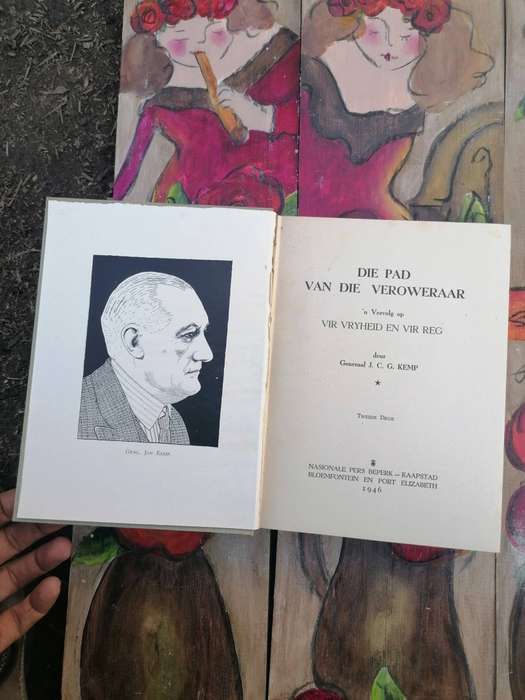 GENL. JAN KEMP
DIE PAD
VAN DIE VEROWERAAR
'n Vervolg op
VIR VRYHEID EN VIR REG
deur
Generaal J. C. G. KEMP
TWEEDE DRUK
NASIONALE PERS BEPERK — KAAPSTAD
BLOEMFONTEIN EN PORT ELIZABETH
1946